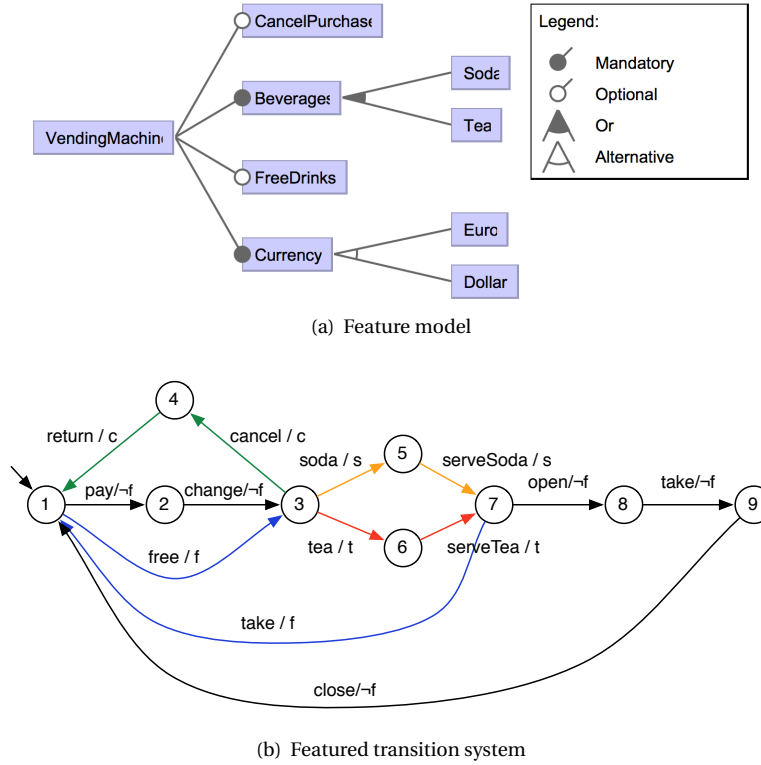 CancelPurchase
Beverages
Soda
Tea
VendingMachin
FreeDrinks
Currency
Euro
Dollar
Legend:
Mandatory
Optional
Or
Alternative
(a) Feature model
4
return / c
cancel / c
5
soda / s
serveSoda / s
1
pay/¬f
2
change/¬f
3
7
open/¬f
8
take/¬f
9
free / f
tea / t
6
serveTea / t
take / f
close/¬f
(b) Featured transition system